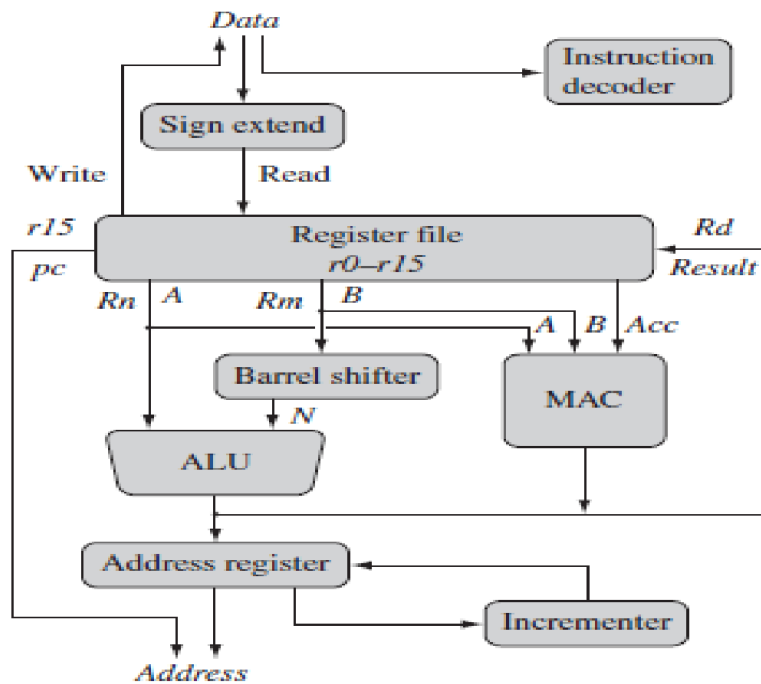 Data
Instruction
decoder
Sign extend
Write
Read
r15
Register file
Rd
pc
r0–r15
Result
Rn
A
Rm
B
A
B
Acc
Barrel shifter
MAC
N
ALU
Address register
Incrementer
Address